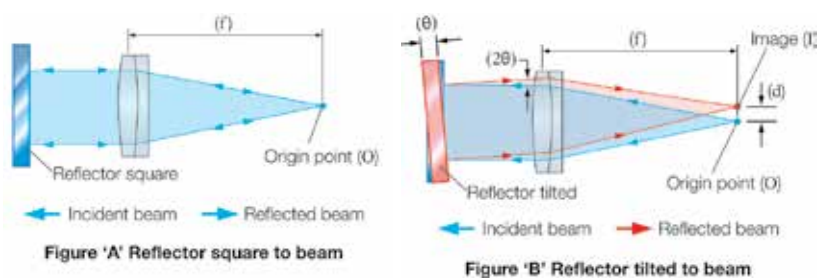 (f)
Reflector square
Origin point (O)
Incident beam
Reflected beam
Figure 'A' Reflector square to beam
(θ)
(2θ)
(f)
Image (I)
(d)
Origin point (O)
Reflector tilted
Incident beam
Reflected beam
Figure 'B' Reflector tilted to beam